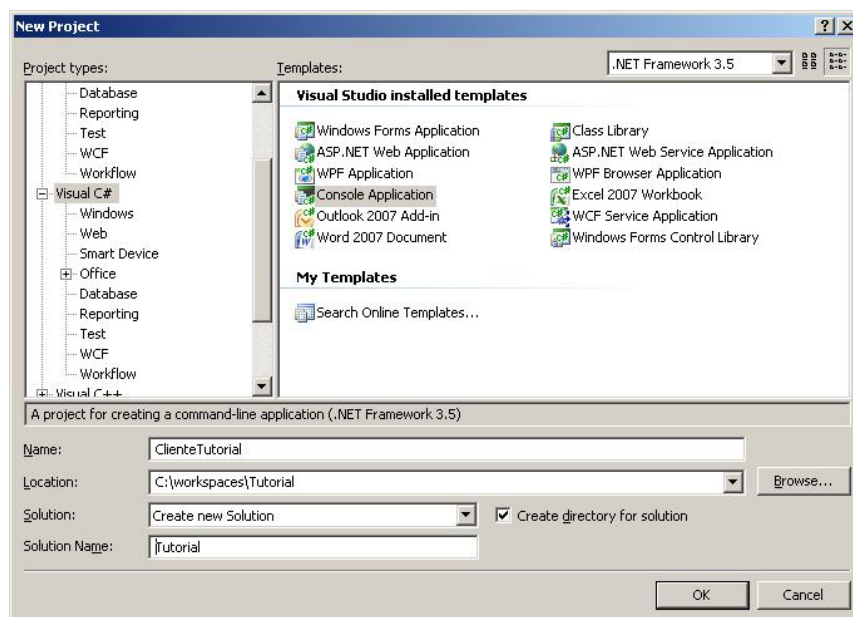 New Project
Project types:
Templates:
.NET Framework 3.5
Database
Reporting
Test
WCF
Workflow
Visual C#
Windows
Web
Smart Device
Office
Database
Reporting
Test
WCF
Workflow
Visual C++
Visual Studio installed templates
Windows Forms Application
Class Library
ASP.NET Web Application
ASP.NET Web Service Application
WPF Application
WPF Browser Application
Console Application
Excel 2007 Workbook
Outlook 2007 Add-in
WCF Service Application
Word 2007 Document
Windows Forms Control Library
My Templates
Search Online Templates...
A project for creating a command-line application (.NET Framework 3.5)
Name:
ClienteTutorial
Location:
C:\workspaces\Tutorial
Browse...
Solution:
Create new Solution
Create directory for solution
Solution Name:
Tutorial
OK
Cancel